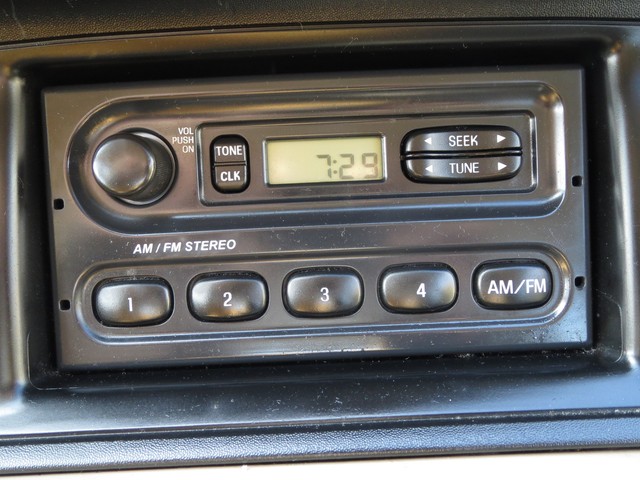 VOL
PUSH
ON
TONE
CLK
7:29
SEEK
TUNE
AM / FM STEREO
1 2 3 4 AM/FM